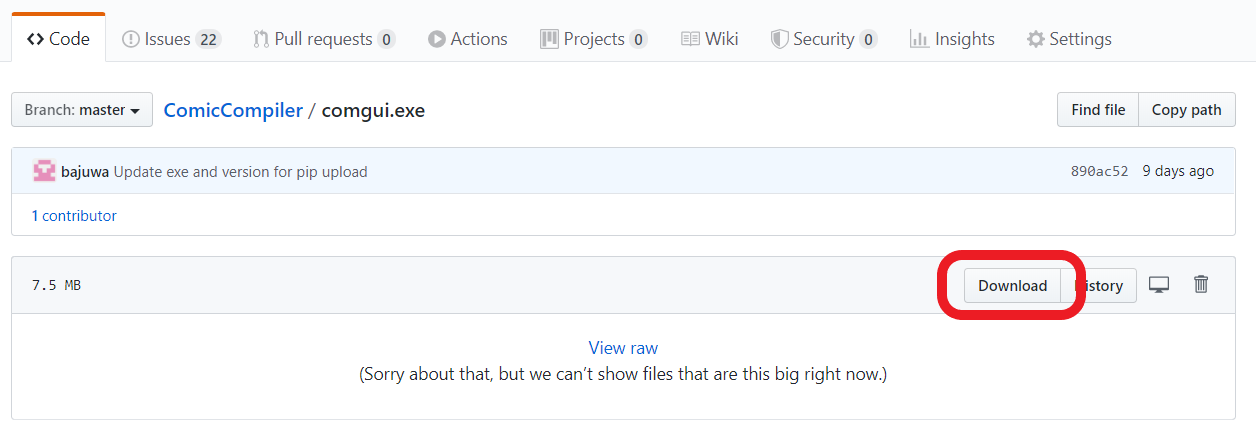 Code Issues 22 Pull requests 0 Actions Projects 0 Wiki Security 0 Insights Settings
Branch: master ComicCompiler / comgui.exe Find file Copy path
bajuwa Update exe and version for pip upload 890ac52 9 days ago
1 contributor
7.5 MB Download istory
View raw
(Sorry about that, but we can’t show files that are this big right now.)